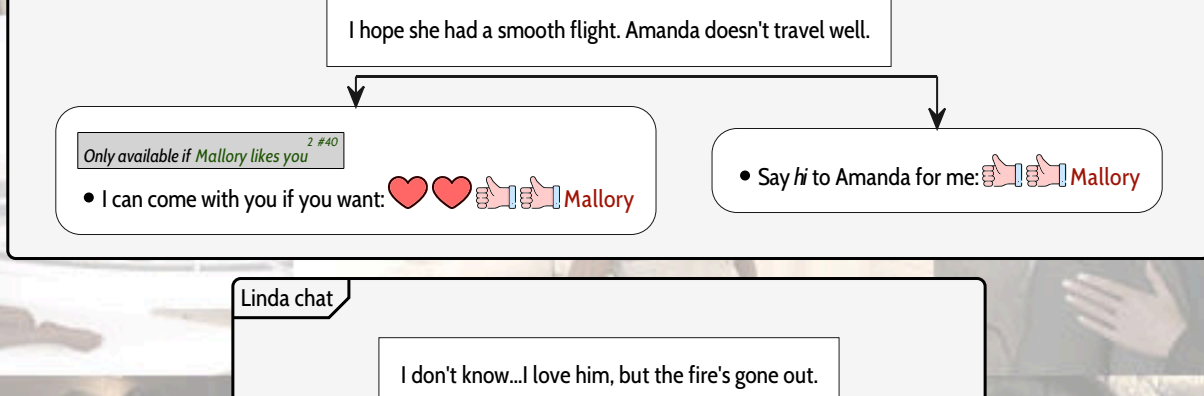 I hope she had a smooth flight. Amanda doesn't travel well.
Only available if Mallory likes you 2 #40
• I can come with you if you want: Mallory
• Say hi to Amanda for me: Mallory
Linda chat
I don't know...I love him, but the fire's gone out.